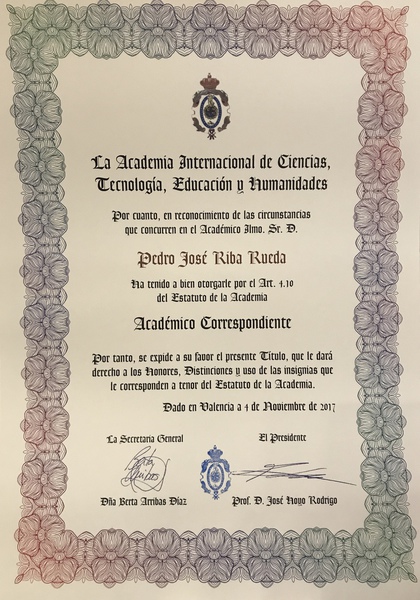 La Academia Internacional de Ciencias,
Tecnología, Educación y Humanidades
Por cuanto, en reconocimiento de las circunstancias
que concurren en el Académico Ilmo. Sr. D.
Pedro José Riba Rueda
Ha tenido a bien otorgarle por el Art. 4.10
del Estatuto de la Academia
Académico Correspondiente
Por tanto, se expide a su favor el presente Título, que le dará
derecho a los Honores, Distinciones y uso de las insignias que
le corresponden a tenor del Estatuto de la Academia.
Dado en Valencia a 4 de Noviembre de 2017
La Secretaria General
El Presidente
Berta
Dña Berta Arribas Díaz
Prof. D. José Hoyo Rodrigo